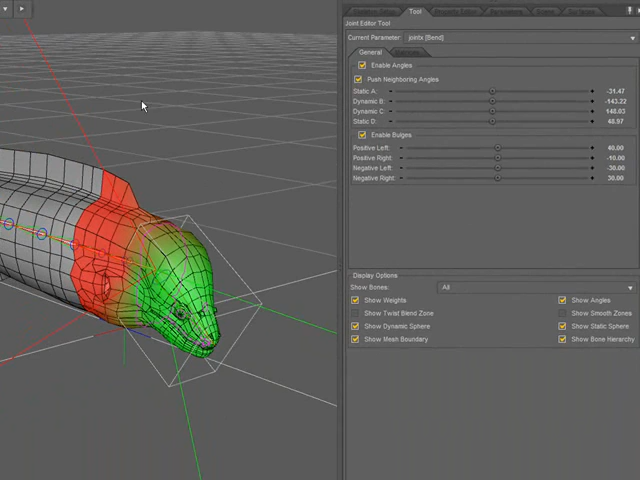 Tool
Joint Editor Tool
Current Parameter: jointx [Bend]
General
Enable Angles
Push Neighboring Angles
Static A: -31.47
Dynamic B: -143.22
Dynamic C: 148.03
Static D: 48.97
Enable Bulges
Positive Left: 40.00
Positive Right: -10.00
Negative Left: -30.00
Negative Right: 30.00
Display Options
Show Bones: All
Show Weights Show Angles
Show Twist Blend Zone Show Smooth Zones
Show Dynamic Sphere Show Static Sphere
Show Mesh Boundary Show Bone Hierarchy